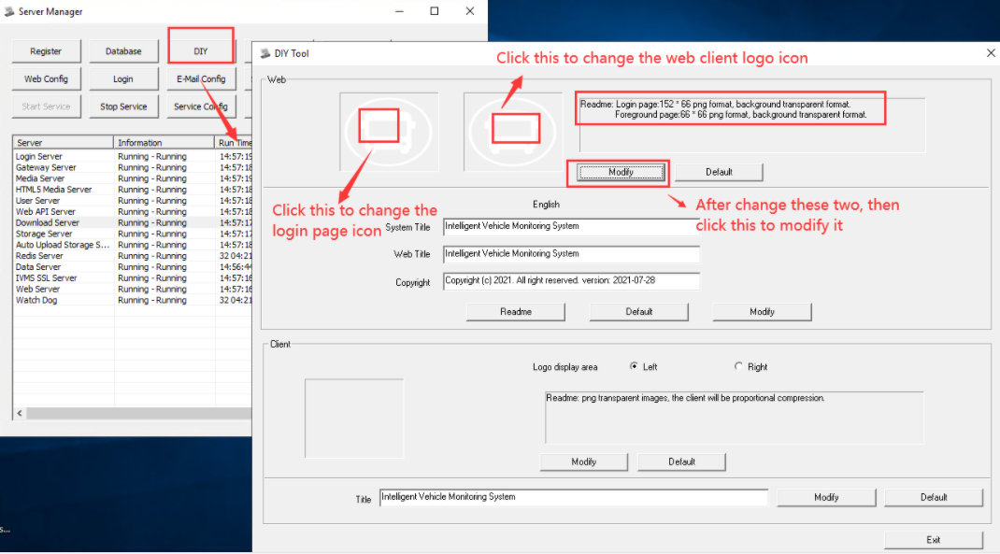 Server Manager
Register
Database
DIY
Web Config
Login
E-Mail Config
Start Service
Stop Service
Service Config
Server
Information
Run Time
Login Server
Running - Running
14:57:19
Gateway Server
Running - Running
14:57:18
Media Server
Running - Running
14:57:19
HTML5 Media Server
Running - Running
14:57:18
User Server
Running - Running
14:57:18
Web API Server
Running - Running
14:57:18
Download Server
Running - Running
14:57:17
Storage Server
Running - Running
14:57:17
Auto Upload Storage S...
Running - Running
14:57:18
Redis Server
Running - Running
32 04:21
Data Server
Running - Running
14:56:44
IVMS SSL Server
Running - Running
14:57:16
Web Server
Running - Running
14:57:16
Watch Dog
Running - Running
32 04:21
s...
DIY Tool
Click this to change the web client logo icon
Web
Readme: Login page:152 * 66 png format, background transparent format.
Foreground page:66 * 66 png format, background transparent format.
Modify
Default
Click this to change the
login page icon
After change these two, then
click this to modify it
English
System Title
Intelligent Vehicle Monitoring System
Web Title
Intelligent Vehicle Monitoring System
Copyright
Copyright (c) 2021. All right reserved. version: 2021-07-28
Readme
Default
Modify
Client
Logo display area
Left
Right
Readme: png transparent images, the client will be proportional compression.
Modify
Default
Title
Intelligent Vehicle Monitoring System
Modify
Default
Exit